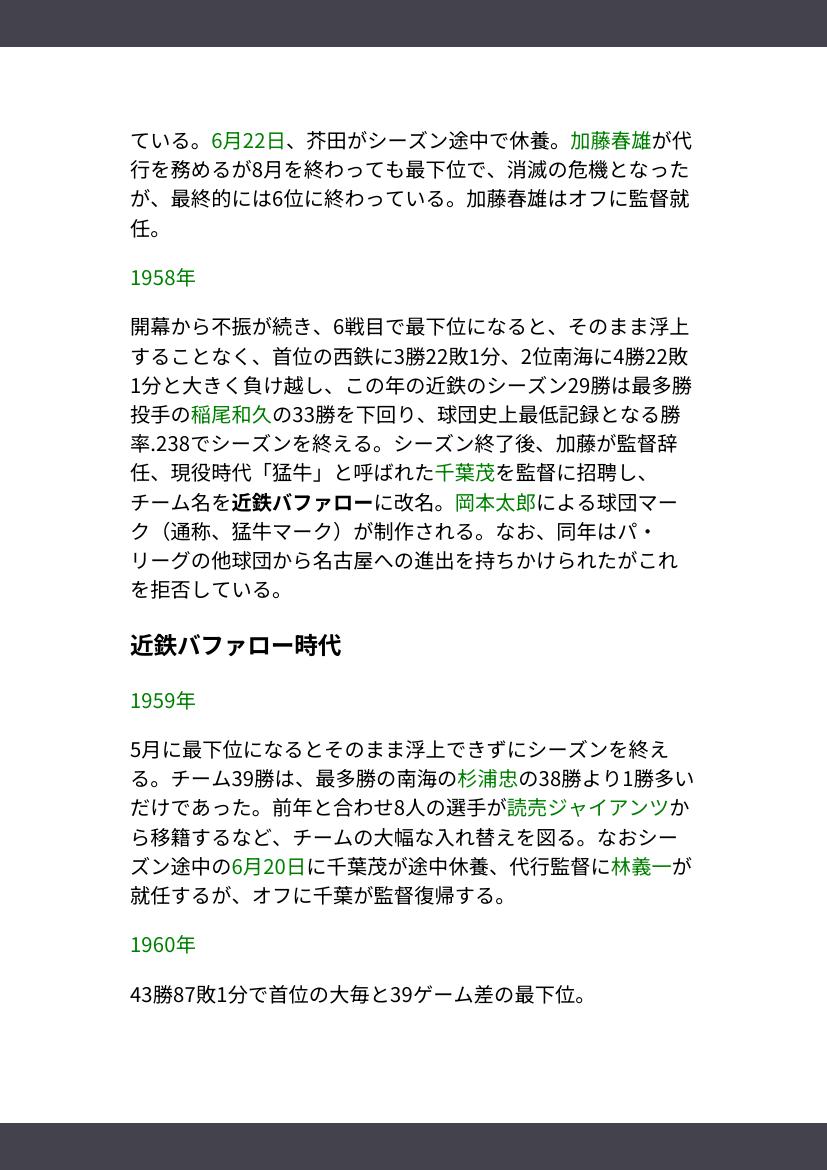 ている。6月22日、芥田がシーズン途中で休養。加藤春雄が代
行を務めるが8月を終わっても最下位で、消滅の危機となった
が、最終的には6位に終わっている。加藤春雄はオフに監督就
任。
1958年
開幕から不振が続き、6戦目で最下位になると、そのまま浮上
することなく、首位の西鉄に3勝22敗1分、2位南海に4勝22敗
1分と大きく負け越し、この年の近鉄のシーズン29勝は最多勝
投手の稲尾和久の33勝を下回り、球団史上最低記録となる勝
率.238でシーズンを終える。シーズン終了後、加藤が監督辞
任、現役時代「猛牛」と呼ばれた千葉茂を監督に招聘し、
チーム名を近鉄バファローに改名。岡本太郎による球団マー
ク（通称、猛牛マーク）が制作される。なお、同年はパ・
リーグの他球団から名古屋への進出を持ちかけられたがこれ
を拒否している。
近鉄バファロー時代
1959年
5月に最下位になるとそのまま浮上できずにシーズンを終え
る。チーム39勝は、最多勝の南海の杉浦忠の38勝より1勝多い
だけであった。前年と合わせ8人の選手が読売ジャイアンツか
ら移籍するなど、チームの大幅な入れ替えを図る。なおシー
ズン途中の6月20日に千葉茂が途中休養、代行監督に林義一が
就任するが、オフに千葉が監督復帰する。
1960年
43勝87敗1分で首位の大毎と39ゲーム差の最下位。